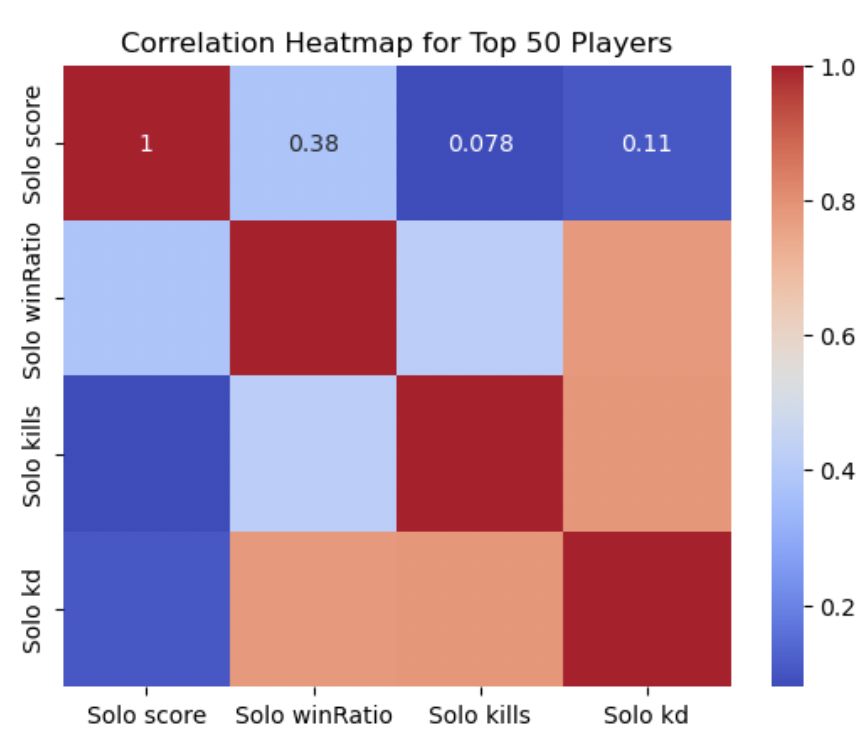 Correlation Heatmap for Top 50 Players
Solo score
Solo winRatio
Solo kills
Solo kd
1 0.38 0.078 0.11
Solo score Solo winRatio Solo kills Solo kd
1.0
0.8
0.6
0.4
0.2